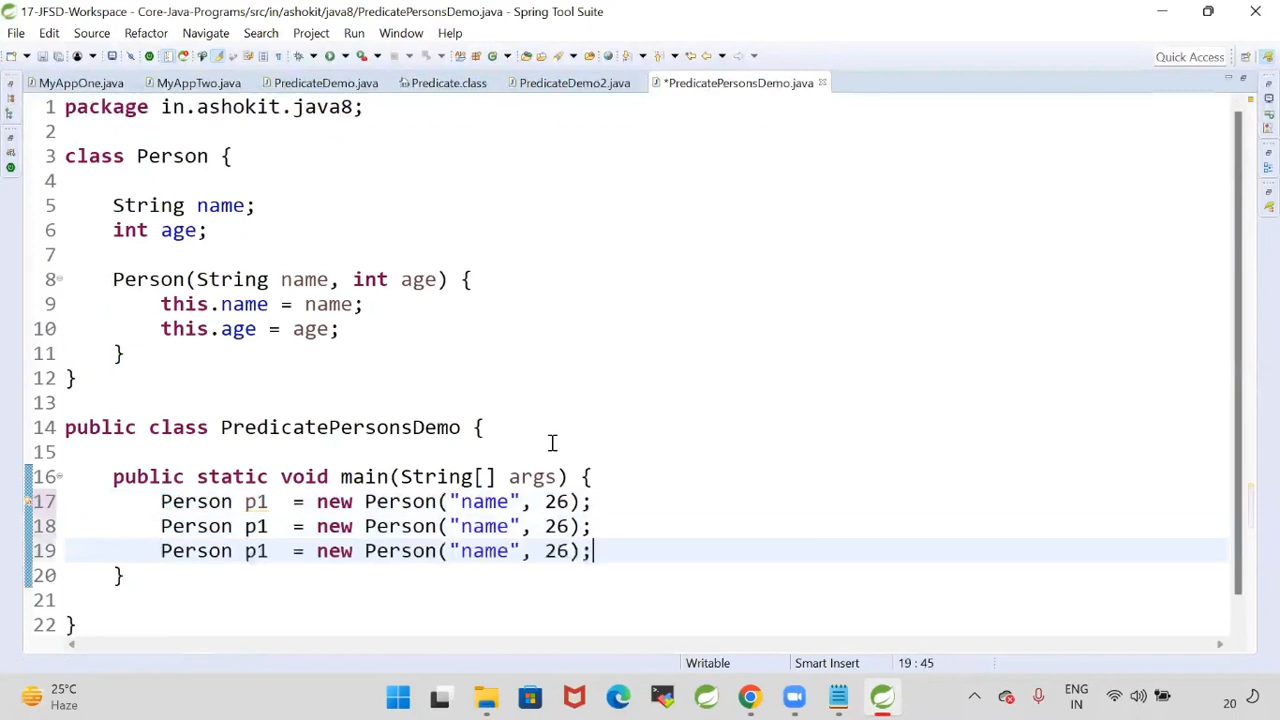 17-JFSD-Workspace - Core-Java-Programs/src/in/ashokit/java8/PredicatePersonsDemo.java - Spring Tool Suite
File Edit Source Refactor Navigate Search Project Run Window Help
Quick Access
MyAppOne.java MyAppTwo.java PredicateDemo.java Predicate.class PredicateDemo2.java *PredicatePersonsDemo.java
1 package in.ashokit.java8;
2
3 class Person {
4
5 String name;
6 int age;
7
8 Person(String name, int age) {
9 this.name = name;
10 this.age = age;
11 }
12 }
13
14 public class PredicatePersonsDemo {
15
16 public static void main(String[] args) {
17 Person p1  = new Person("name", 26);
18 Person p1  = new Person("name", 26);
19 Person p1  = new Person("name", 26);
20 }
21
22 }
Writable Smart Insert 19 : 45
25°C
Haze
ENG
IN
20